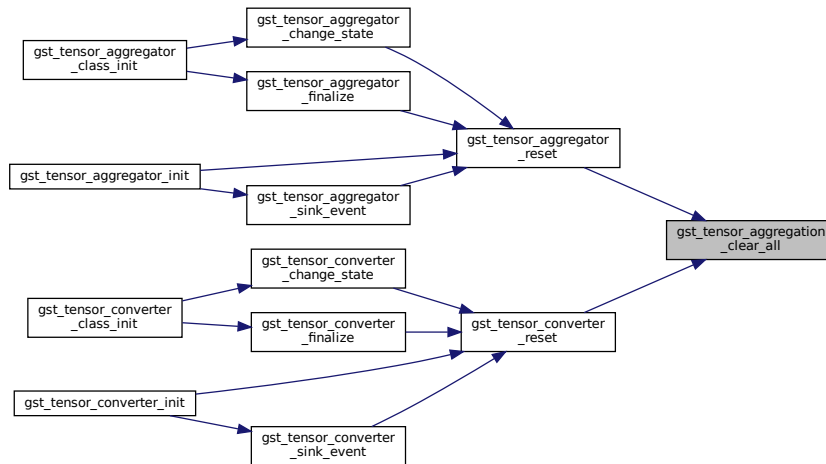 gst_tensor_aggregator
_change_state
gst_tensor_aggregator
_class_init
gst_tensor_aggregator
_finalize
gst_tensor_aggregator
_reset
gst_tensor_aggregator_init
gst_tensor_aggregator
_sink_event
gst_tensor_aggregation
_clear_all
gst_tensor_converter
_change_state
gst_tensor_converter
_class_init
gst_tensor_converter
_finalize
gst_tensor_converter
_reset
gst_tensor_converter_init
gst_tensor_converter
_sink_event